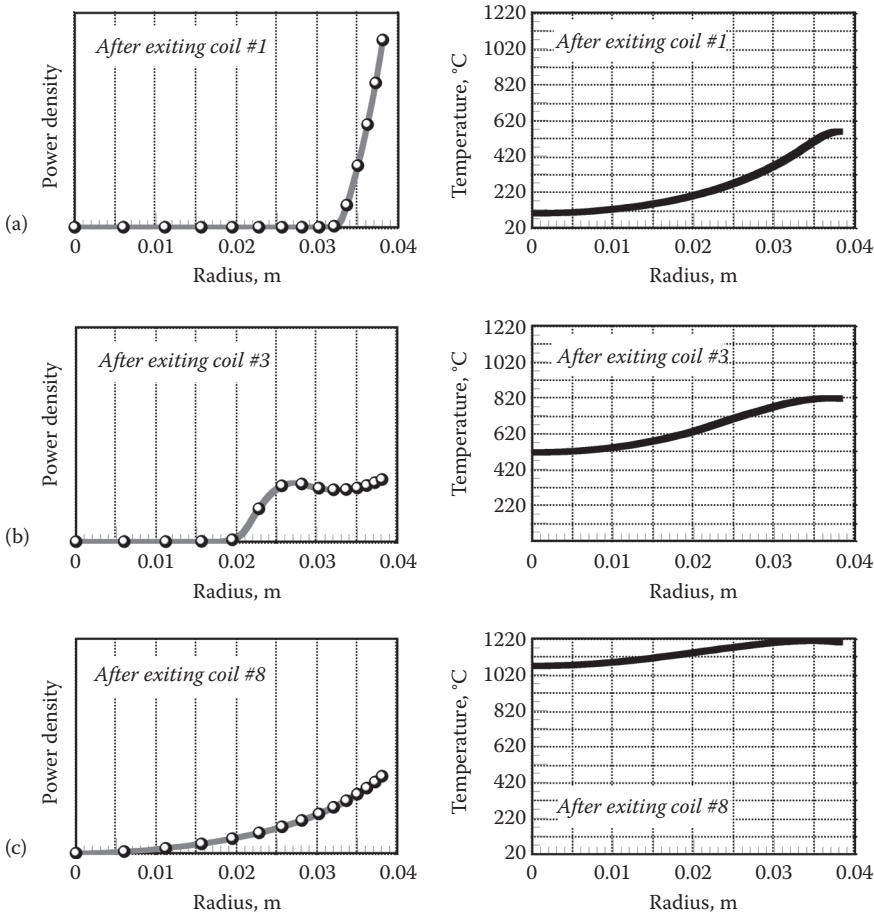 After exiting coil #1
Power density
0 0.01 0.02 0.03 0.04
Radius, m
(a)
After exiting coil #1
Temperature, °C
1220
1020
820
620
420
220
20
0 0.01 0.02 0.03 0.04
Radius, m
After exiting coil #3
Power density
0 0.01 0.02 0.03 0.04
Radius, m
(b)
After exiting coil #3
Temperature, °C
1220
1020
820
620
420
220
0 0.01 0.02 0.03 0.04
Radius, m
After exiting coil #8
Power density
0 0.01 0.02 0.03 0.04
Radius, m
(c)
Temperature, °C
1220
1020
820
620
420
220
20
After exiting coil #8
0 0.01 0.02 0.03 0.04
Radius, m